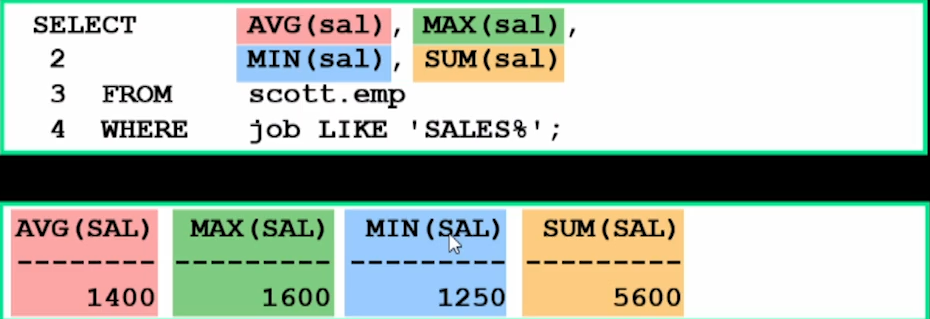 SELECT AVG(sal), MAX(sal),
2 MIN(sal), SUM(sal)
3 FROM scott.emp
4 WHERE job LIKE 'SALES%';
AVG(SAL) MAX(SAL) MIN(SAL) SUM(SAL)
-------- --------- --------- ---------
1400 1600 1250 5600